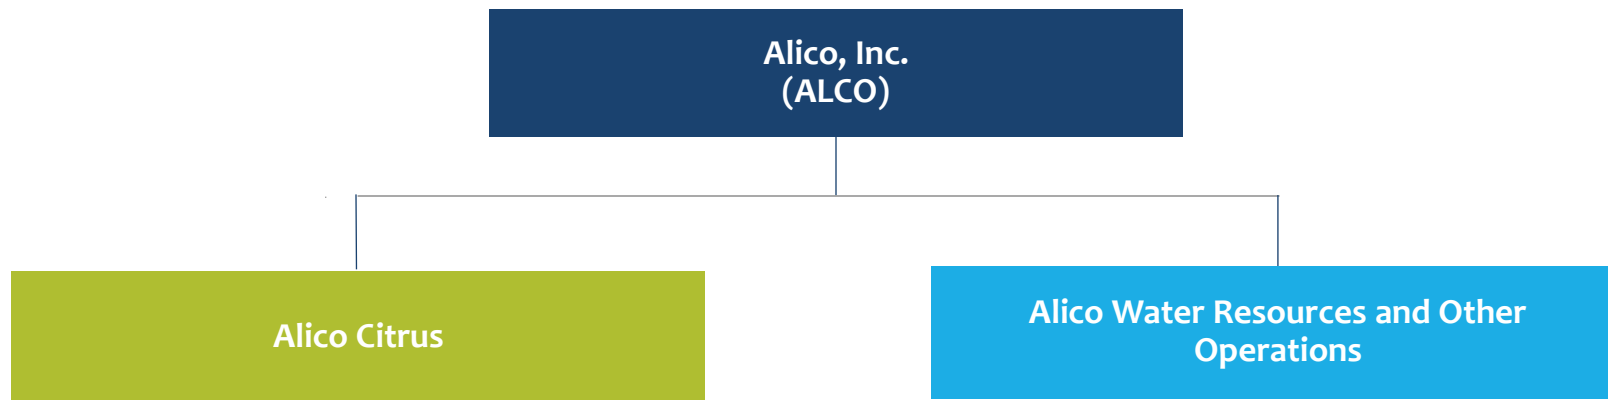 Alico, Inc.
(ALCO)
Alico Citrus
Alico Water Resources and Other
Operations